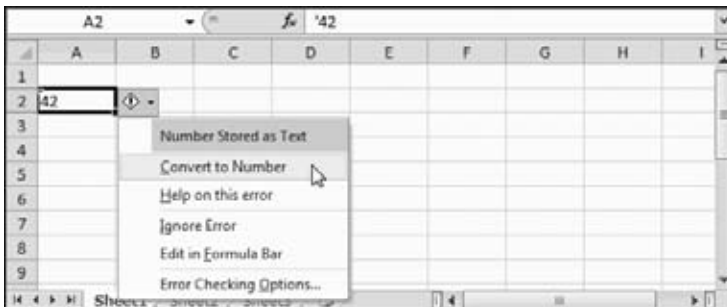 A2 fx '42
A B C D E F G H I
1
2 42
3 Number Stored as Text
4
5 Convert to Number
6 Help on this error
7 Ignore Error
8 Edit in Formula Bar
9 Error Checking Options...
Sheet1